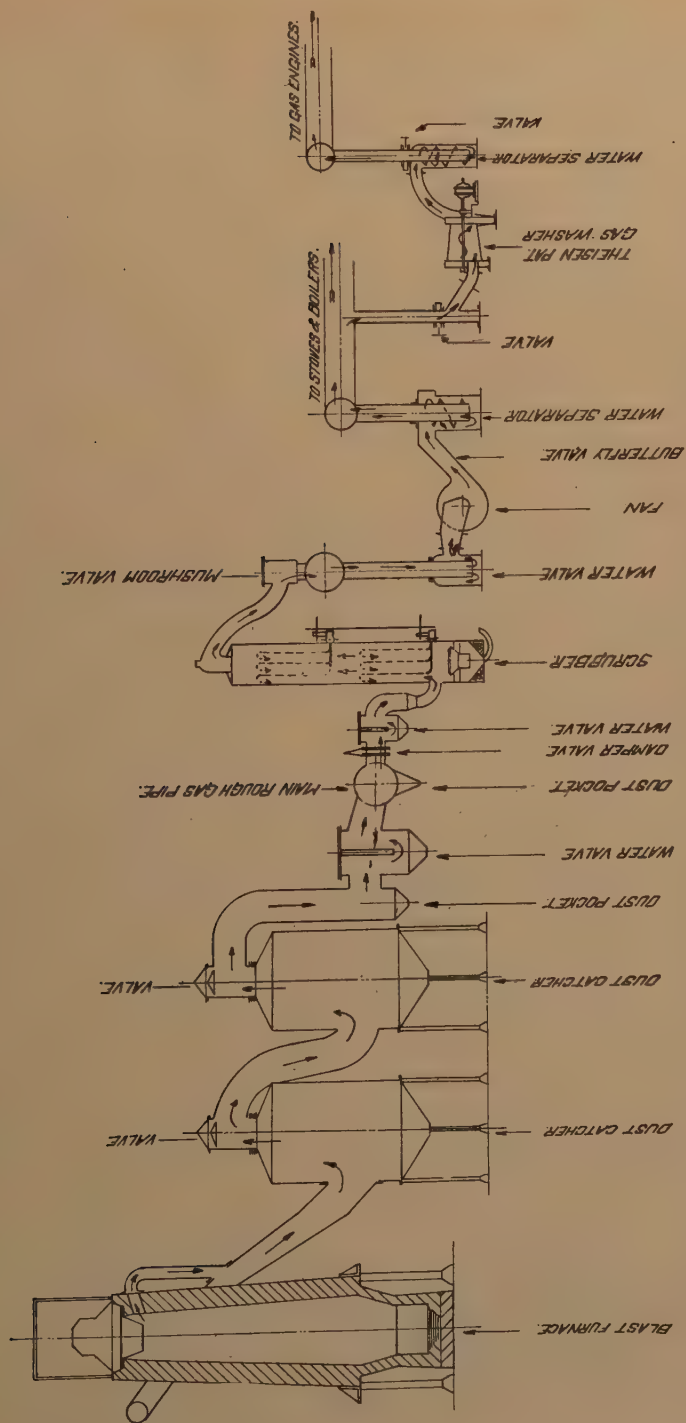 BLAST FURNACE.
DUST CATCHER
VALVE
DUST CATCHER
VALVE.
DUST POCKET.
WATER VALVE
DUST POCKET.
MAIN ROUGH GAS PIPE.
DAMPER VALVE
WATER VALVE.
SCRUBBER
MUSHROOM VALVE.
WATER VALVE
FAN
BUTTERFLY VALVE.
WATER SEPARATOR
TO STOVES & BOILERS.
VALVE
THEISEN PAT.
GAS WASHER
WATER SEPARATOR
VALVE
TO GAS ENGINES.